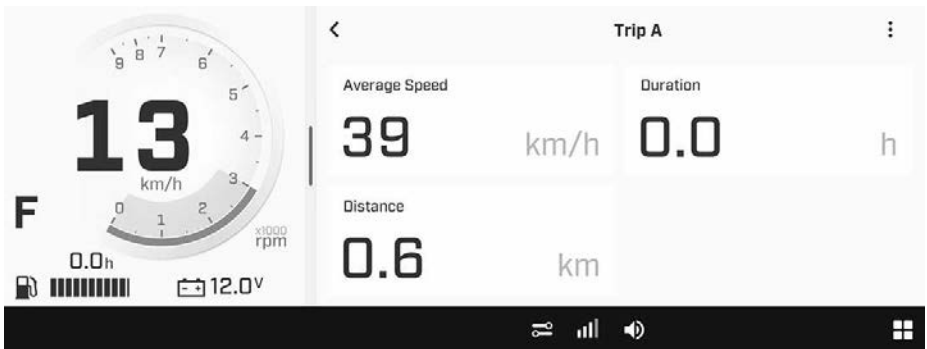 9 8 7 6 5 4 3 2 1 0
13
km/h
x1000
rpm
F
0.0h
12.0V
Trip A
Average Speed
39 km/h
Duration
0.0 h
Distance
0.6 km